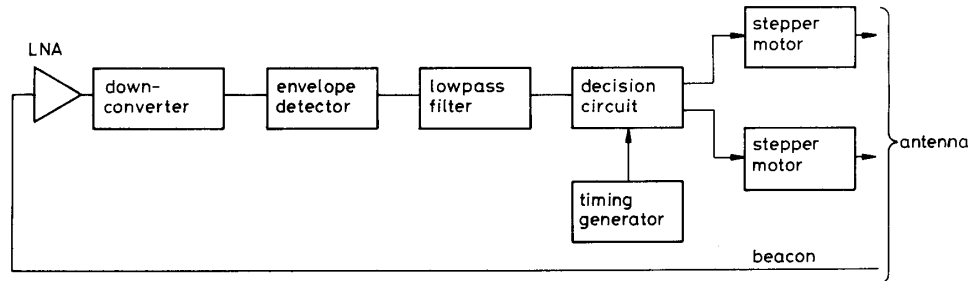 LNA
down-
converter
envelope
detector
lowpass
filter
decision
circuit
timing
generator
stepper
motor
stepper
motor
antenna
beacon